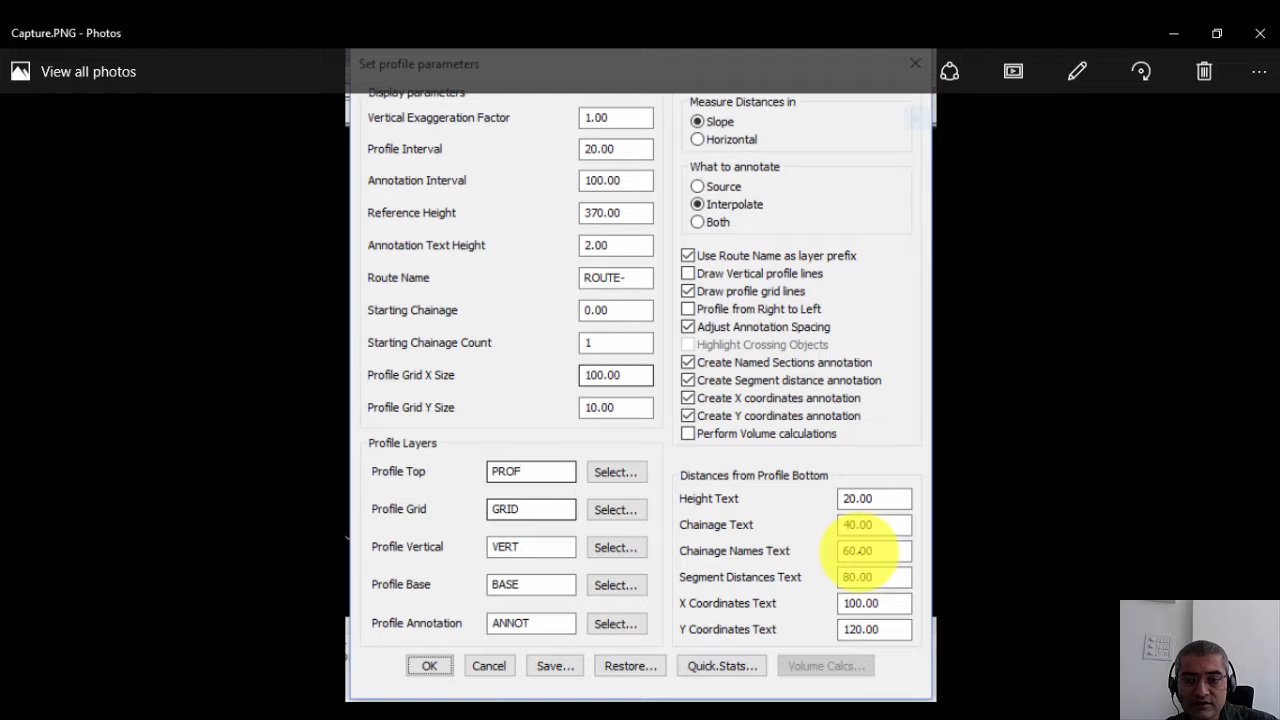 Capture.PNG - Photos
View all photos
Set profile parameters
Display parameters
Vertical Exaggeration Factor 1.00
Profile Interval 20.00
Annotation Interval 100.00
Reference Height 370.00
Annotation Text Height 2.00
Route Name ROUTE-
Starting Chainage 0.00
Starting Chainage Count 1
Profile Grid X Size 100.00
Profile Grid Y Size 10.00
Profile Layers
Profile Top PROF Select...
Profile Grid GRID Select...
Profile Vertical VERT Select...
Profile Base BASE Select...
Profile Annotation ANNOT Select...
Measure Distances in
Slope
Horizontal
What to annotate
Source
Interpolate
Both
Use Route Name as layer prefix
Draw Vertical profile lines
Draw profile grid lines
Profile from Right to Left
Adjust Annotation Spacing
Highlight Crossing Objects
Create Named Sections annotation
Create Segment distance annotation
Create X coordinates annotation
Create Y coordinates annotation
Perform Volume calculations
Distances from Profile Bottom
Height Text 20.00
Chainage Text 40.00
Chainage Names Text 60.00
Segment Distances Text 80.00
X Coordinates Text 100.00
Y Coordinates Text 120.00
OK Cancel Save... Restore... Quick.Stats... Volume Calcs...